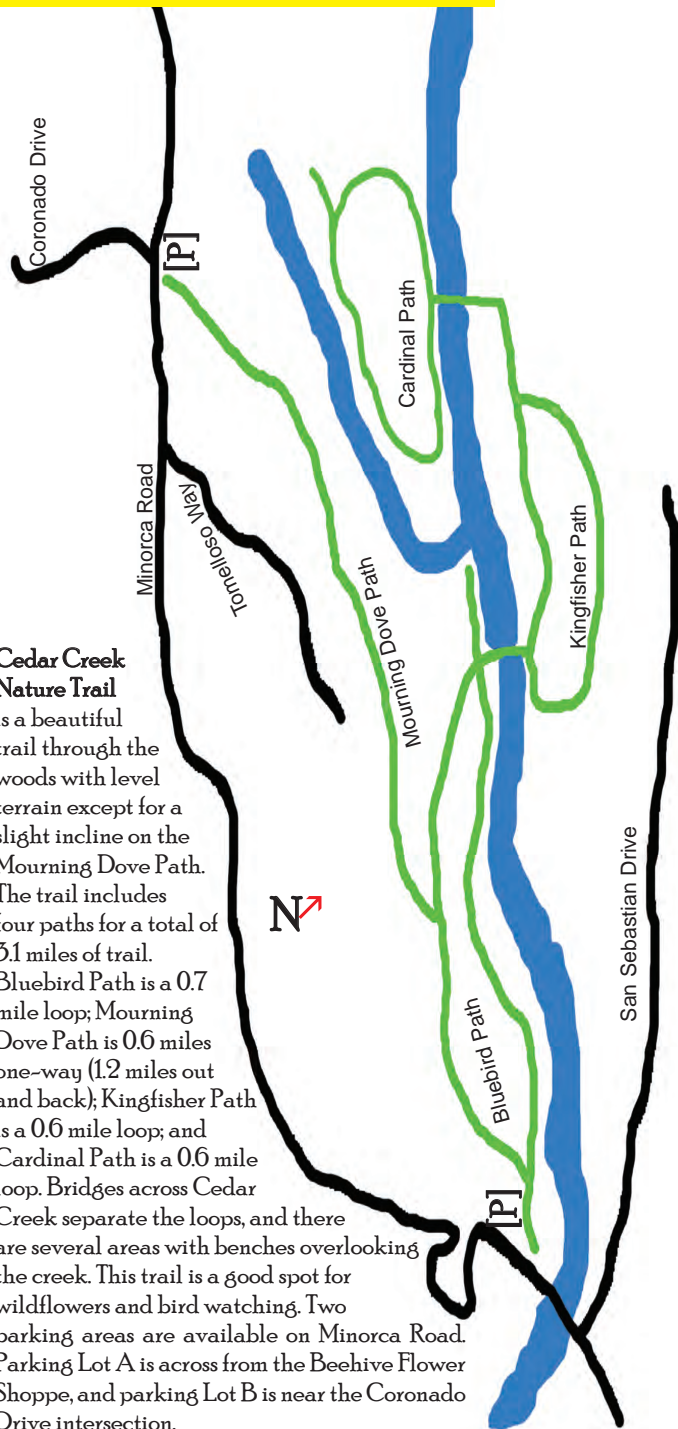 Coronado Drive
[P]
Cardinal Path
Minorca Road
Tomelloso Way
Kingfisher Path
Mourning Dove Path
Cedar Creek
Nature Trail
is a beautiful
trail through the
woods with level
terrain except for a
slight incline on the
Mourning Dove Path.
The trail includes
four paths for a total of
3.1 miles of trail.
Bluebird Path is a 0.7
mile loop; Mourning
Dove Path is 0.6 miles
one-way (1.2 miles out
and back); Kingfisher Path
is a 0.6 mile loop; and
Cardinal Path is a 0.6 mile
loop. Bridges across Cedar
Creek separate the loops, and there
are several areas with benches overlooking
the creek. This trail is a good spot for
wildflowers and bird watching. Two
parking areas are available on Minorca Road.
Parking Lot A is across from the Beehive Flower
Shoppe, and parking Lot B is near the Coronado
Drive intersection.
N
San Sebastian Drive
Bluebird Path
[P]